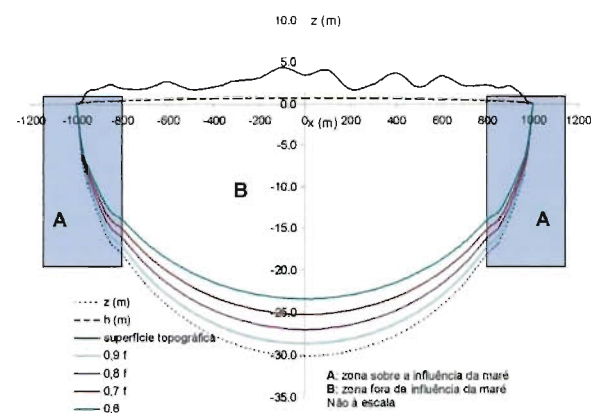 10.0 z (m)
5.0
0.0
-1200 -1000 -800 -600 -400 -200 0 x (m) 200 400 600 800 1000 1200
-5.0
B
-10.0
A
A
-15.0
-20.0
-25.0
-30.0
-35.0
z (m)
h (m)
superfície topográfica
0,9 f
0,8 f
0,7 f
0,6
A: zona sobre a influência da maré
B: zona fora da influência da maré
Não à escala